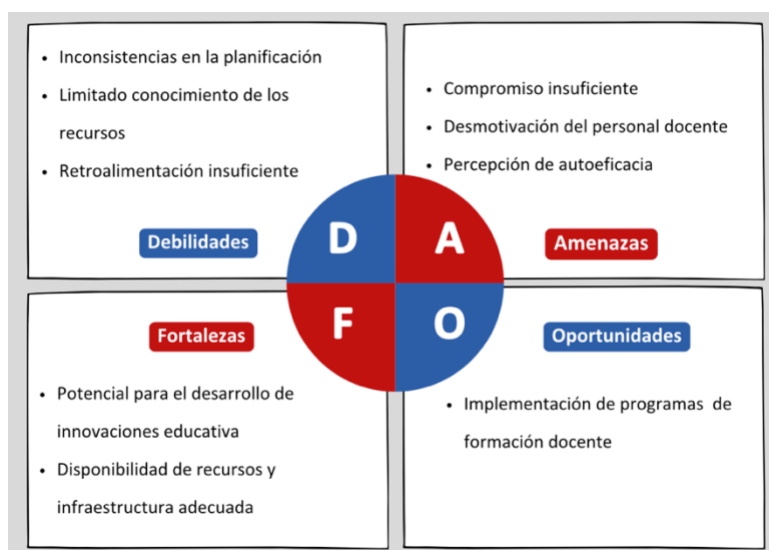 • Inconsistencias en la planificación
• Limitado conocimiento de los
recursos
• Retroalimentación insuficiente
Debilidades
• Compromiso insuficiente
• Desmotivación del personal docente
• Percepción de autoeficacia
Amenazas
D
A
F
O
Fortalezas
• Potencial para el desarrollo de
innovaciones educativa
• Disponibilidad de recursos y
infraestructura adecuada
Oportunidades
• Implementación de programas de
formación docente